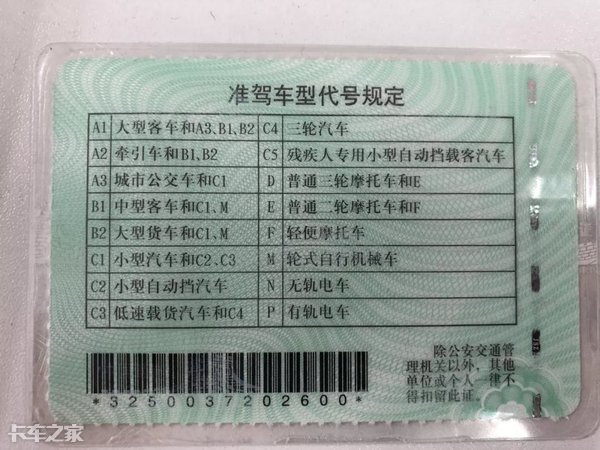 准驾车型代号规定
A1 大型客车和A3、B1、B2 C4 三轮汽车
A2 牵引车和B1、B2 C5 残疾人专用小型自动挡载客汽车
A3 城市公交车和C1 D 普通三轮摩托车和E
B1 中型客车和C1、M E 普通二轮摩托车和F
B2 大型货车和C1、M F 轻便摩托车
C1 小型汽车和C2、C3 M 轮式自行机械车
C2 小型自动挡汽车 N 无轨电车
C3 低速载货汽车和C4 P 有轨电车
除公安交通管
理机关以外，其他
单位或个人一律不
得扣留此证。
*3250037202600*
卡车之家